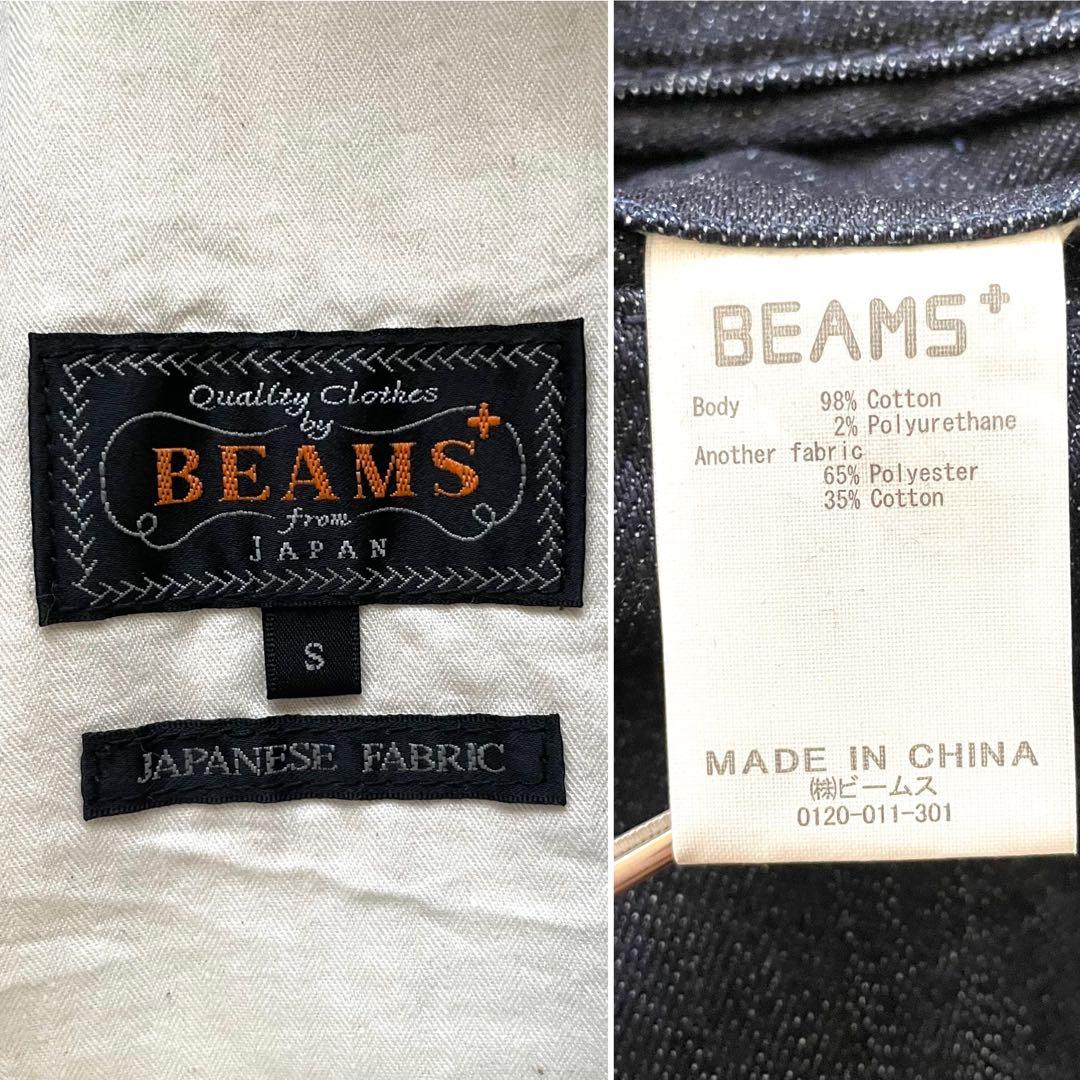 Quality Clothes
by
BEAMS+
from
JAPAN
S
JAPANESE FABRIC
BEAMS+
Body 98% Cotton
2% Polyurethane
Another fabric
65% Polyester
35% Cotton
MADE IN CHINA
㈱ビームス
0120-011-301